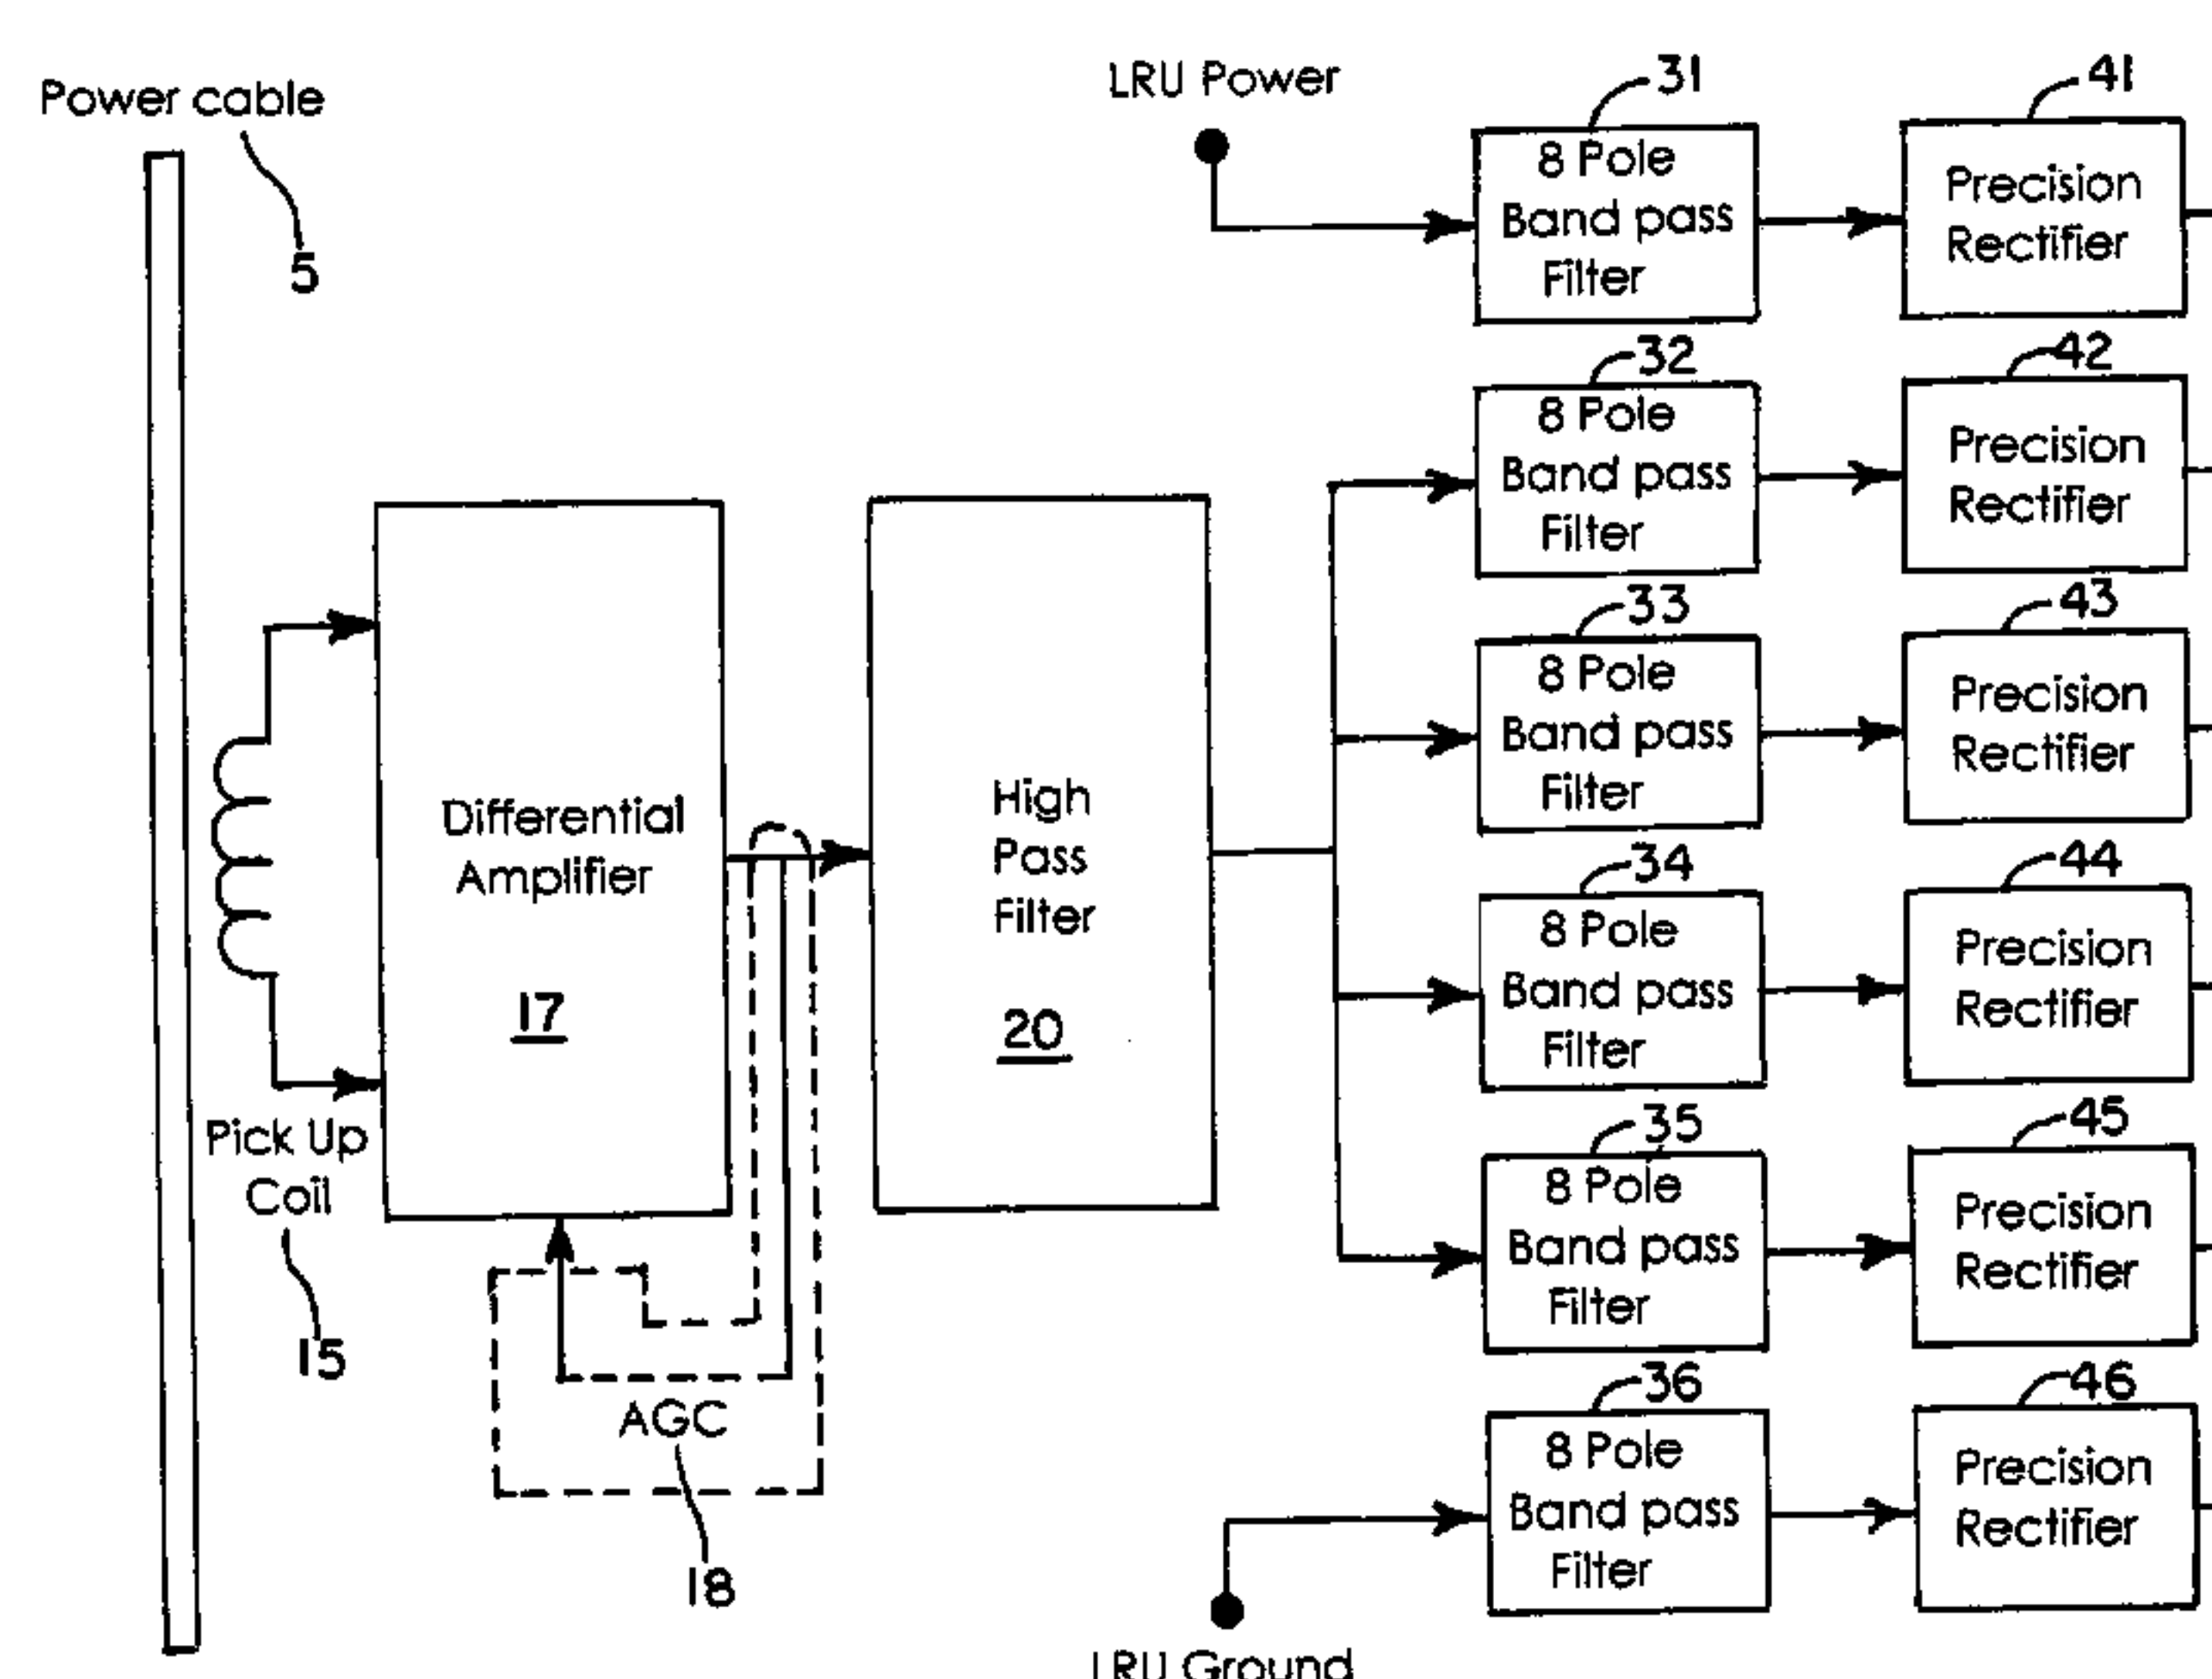 Power cable
5
Pick Up
Coil
15
Differential
Amplifier
17
AGC
18
High
Pass
Filter
20
LRU Power
31
8 Pole
Band pass
Filter
41
Precision
Rectifier
32
8 Pole
Band pass
Filter
42
Precision
Rectifier
33
8 Pole
Band pass
Filter
43
Precision
Rectifier
34
8 Pole
Band pass
Filter
44
Precision
Rectifier
35
8 Pole
Band pass
Filter
45
Precision
Rectifier
36
8 Pole
Band pass
Filter
46
Precision
Rectifier
LRU Ground